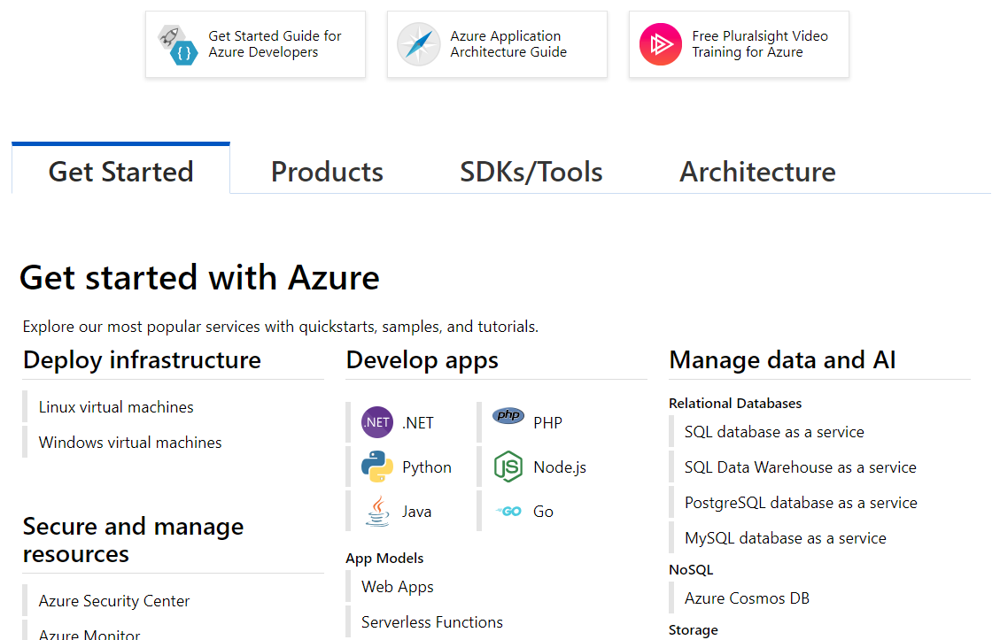 Get Started Guide for
Azure Developers
Azure Application
Architecture Guide
Free Pluralsight Video
Training for Azure
Get Started
Products
SDKs/Tools
Architecture
Get started with Azure
Explore our most popular services with quickstarts, samples, and tutorials.
Deploy infrastructure
Linux virtual machines
Windows virtual machines
Secure and manage
resources
Azure Security Center
Azure Monitor
Develop apps
.NET .NET
php PHP
Python
JS Node.js
Java
GO Go
App Models
Web Apps
Serverless Functions
Manage data and AI
Relational Databases
SQL database as a service
SQL Data Warehouse as a service
PostgreSQL database as a service
MySQL database as a service
NoSQL
Azure Cosmos DB
Storage